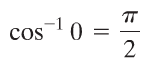 cos⁻¹ 0 = π/2